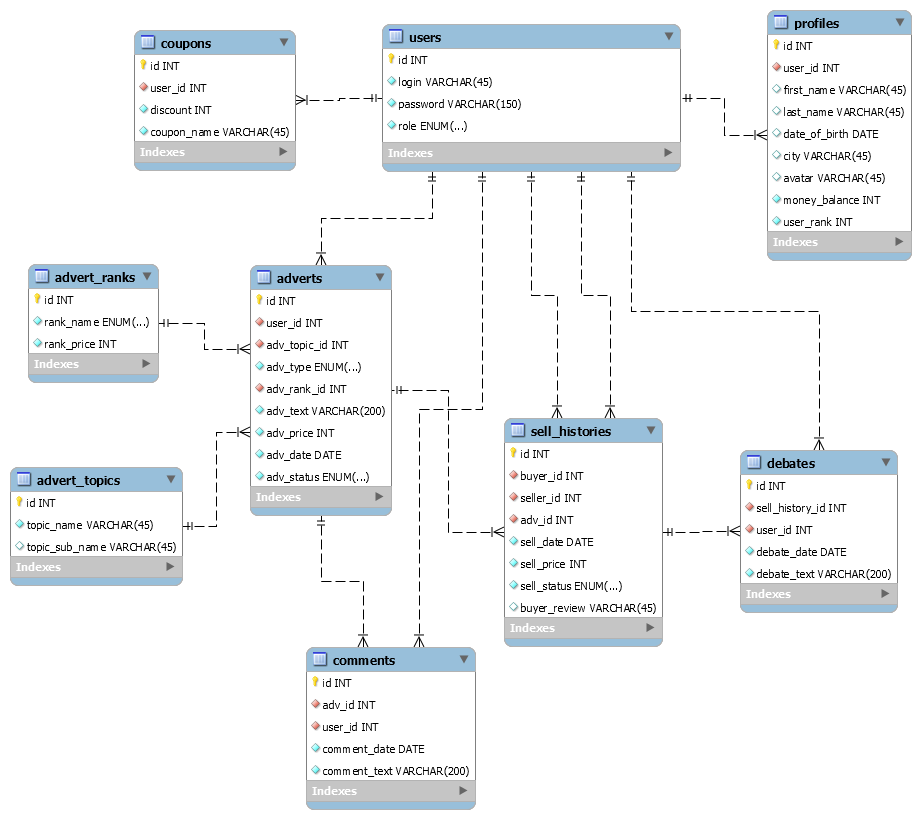 coupons
id INT
user_id INT
discount INT
coupon_name VARCHAR(45)
Indexes
users
id INT
login VARCHAR(45)
password VARCHAR(150)
role ENUM(...)
Indexes
profiles
id INT
user_id INT
first_name VARCHAR(45)
last_name VARCHAR(45)
date_of_birth DATE
city VARCHAR(45)
avatar VARCHAR(45)
money_balance INT
user_rank INT
Indexes
advert_ranks
id INT
rank_name ENUM(...)
rank_price INT
Indexes
adverts
id INT
user_id INT
adv_topic_id INT
adv_type ENUM(...)
adv_rank_id INT
adv_text VARCHAR(200)
adv_price INT
adv_date DATE
adv_status ENUM(...)
Indexes
advert_topics
id INT
topic_name VARCHAR(45)
topic_sub_name VARCHAR(45)
Indexes
sell_histories
id INT
buyer_id INT
seller_id INT
adv_id INT
sell_date DATE
sell_price INT
sell_status ENUM(...)
buyer_review VARCHAR(45)
Indexes
debates
id INT
sell_history_id INT
user_id INT
debate_date DATE
debate_text VARCHAR(200)
Indexes
comments
id INT
adv_id INT
user_id INT
comment_date DATE
comment_text VARCHAR(200)
Indexes